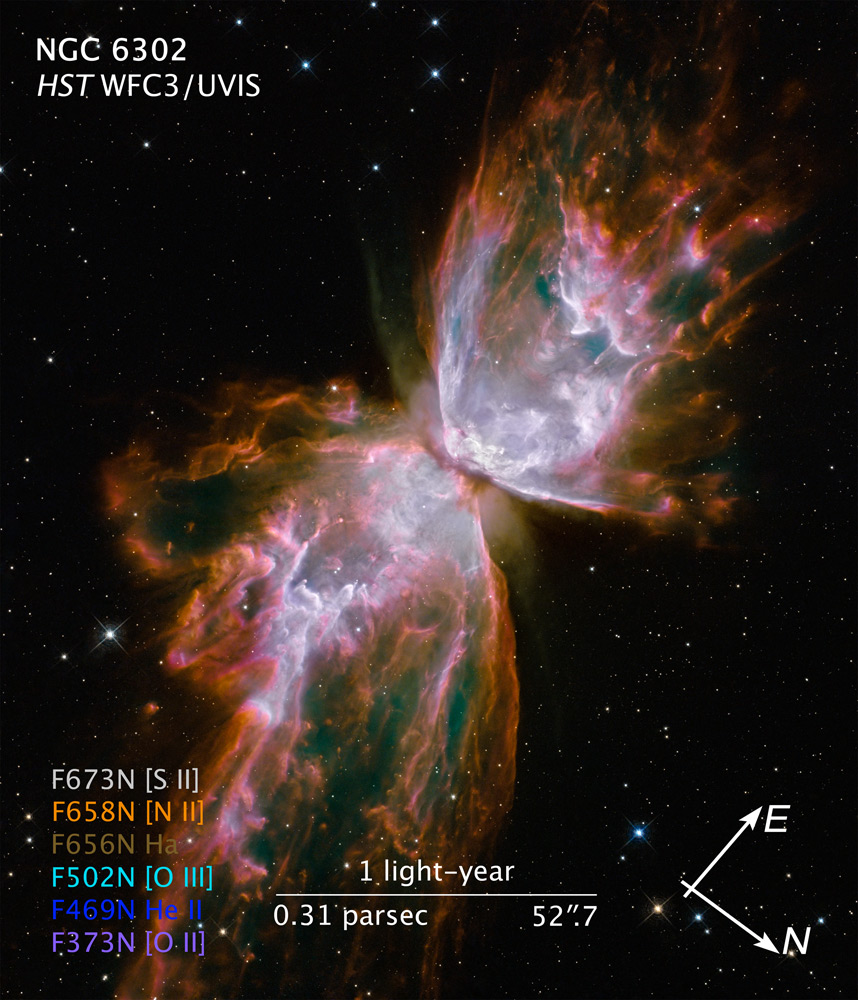 NGC 6302
HST WFC3/UVIS
F673N [S II]
F658N [N II]
F656N Ha
F502N [O III]
F469N He II
F373N [O II]
1 light-year
0.31 parsec 52".7
E
N